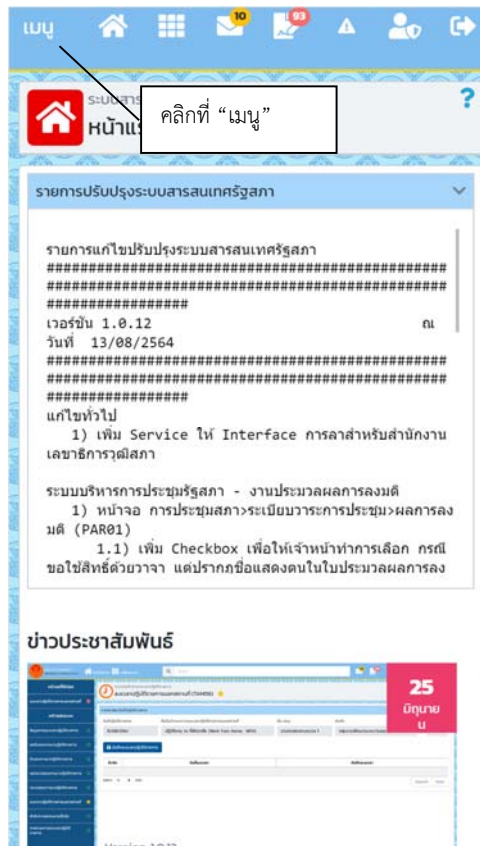 เมนู
10
93
ระบบสาร
หน้าแร
?
คลิกที่ “เมนู”
รายการปรับปรุงระบบสารสนเทศรัฐสภา
รายการแก้ไขปรับปรุงระบบสารสนเทศรัฐสภา
################################################
################################################
#################
เวอร์ชัน 1.0.12 ณ
วันที่ 13/08/2564
################################################
################################################
#################
แก้ไขทั่วไป
1) เพิ่ม Service ให้ Interface การลาสำหรับสำนักงาน
เลขาธิการวุฒิสภา
ระบบบริหารการประชุมรัฐสภา - งานประมวลผลการลงมติ
1) หน้าจอ การประชุมสภา>ระเบียบวาระการประชุม>ผลการลง
มติ (PAR01)
1.1) เพิ่ม Checkbox เพื่อให้เจ้าหน้าทำการเลือก กรณี
ขอใช้สิทธิ์ด้วยวาจา แต่ปรากฏชื่อแสดงตนในใบประมวลผลการลง
ข่าวประชาสัมพันธ์
25
มิถุนาย
น
Version 1.0.12